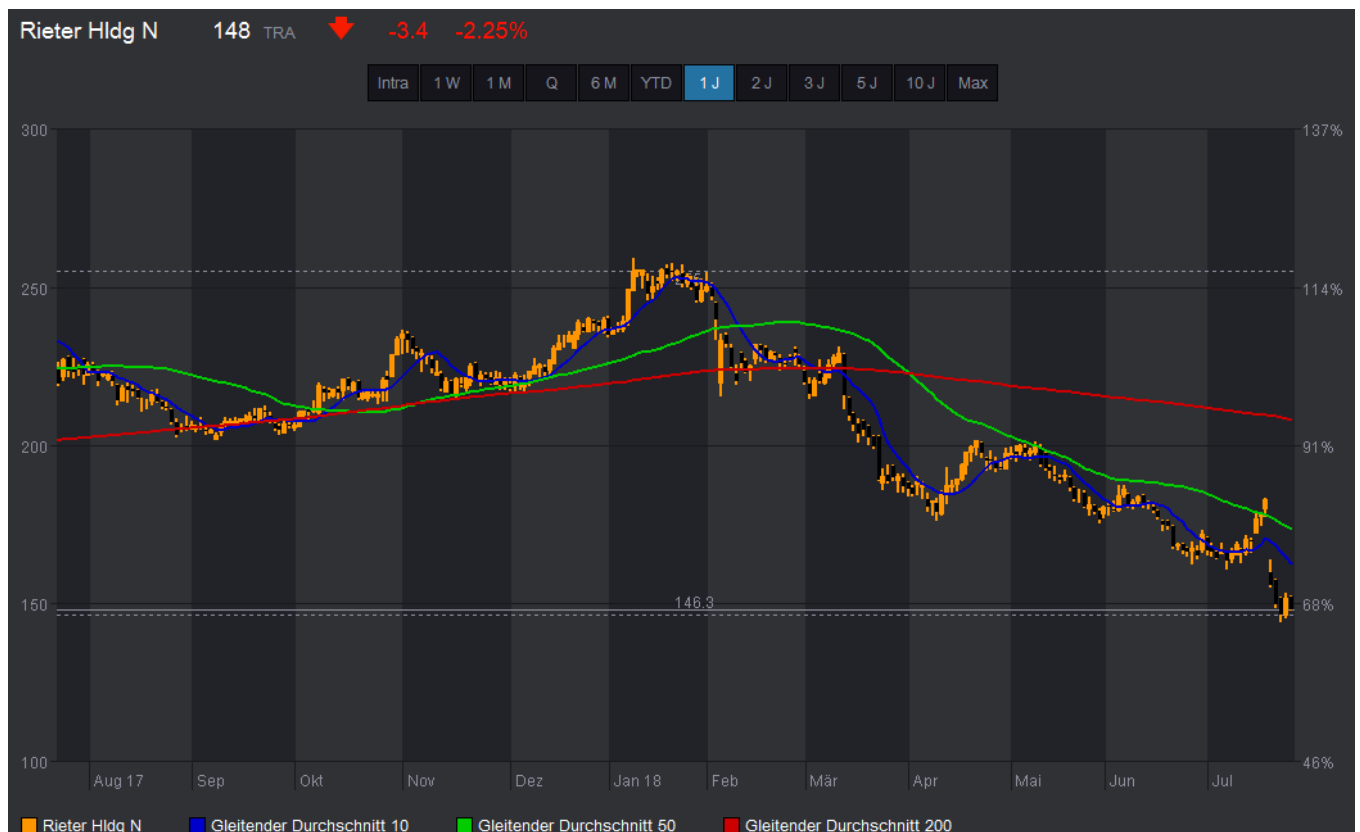 Rieter Hldg N 148 TRA -3.4 -2.25%
Intra 1 W 1 M Q 6 M YTD 1 J 2 J 3 J 5 J 10 J Max
300 137%
250 114%
200 91%
146.3
150 68%
100 46%
Aug 17 Sep Okt Nov Dez Jan 18 Feb Mär Apr Mai Jun Jul
Rieter Hldg N Gleitender Durchschnitt 10 Gleitender Durchschnitt 50 Gleitender Durchschnitt 200